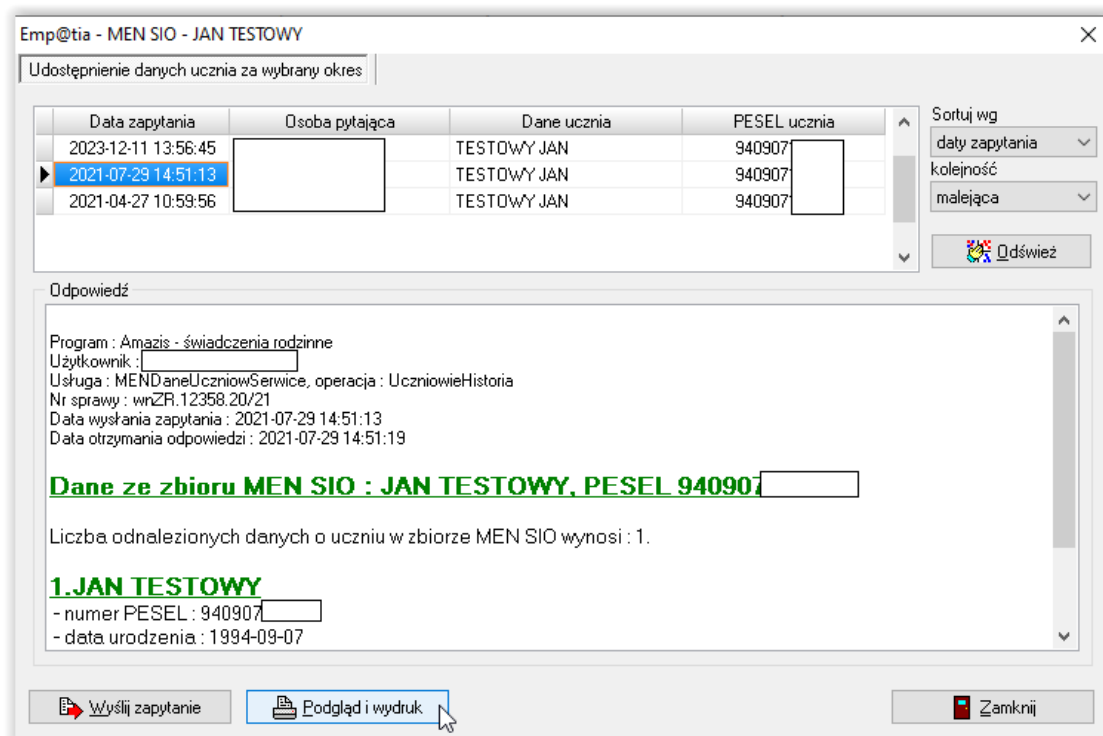 Emp@tia - MEN SIO - JAN TESTOWY
Udostępnienie danych ucznia za wybrany okres
Data zapytania Osoba pytająca Dane ucznia PESEL ucznia
2023-12-11 13:56:45 TESTOWY JAN 940907
2021-07-29 14:51:13 TESTOWY JAN 940907
2021-04-27 10:59:56 TESTOWY JAN 940907
Sortuj wg
daty zapytania
kolejność
malejąca
Odśwież
Odpowiedź
Program : Amazis - świadczenia rodzinne
Użytkownik :
Usługa : MENDaneUczniowSerwice, operacja : UczniowieHistoria
Nr sprawy : wnZR.12358.20/21
Data wysłania zapytania : 2021-07-29 14:51:13
Data otrzymania odpowiedzi : 2021-07-29 14:51:19
Dane ze zbioru MEN SIO : JAN TESTOWY, PESEL 940907
Liczba odnalezionych danych o uczniu w zbiorze MEN SIO wynosi : 1.
1.JAN TESTOWY
- numer PESEL : 940907
- data urodzenia : 1994-09-07
Wyślij zapytanie
Podgląd i wydruk
Zamknij